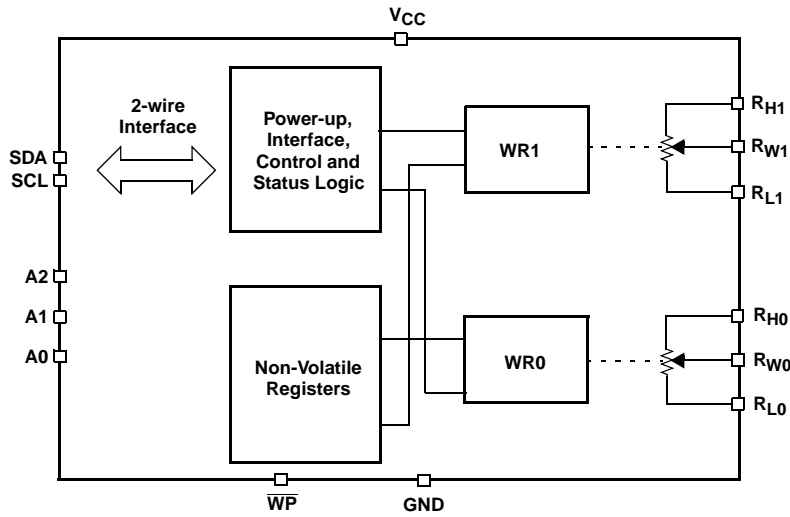 VCC
2-wire
Interface
SDA
SCL
A2
A1
A0
Power-up,
Interface,
Control and
Status Logic
Non-Volatile
Registers
WR1
WR0
RH1
RW1
RL1
RH0
RW0
RL0
W̅P̅
GND